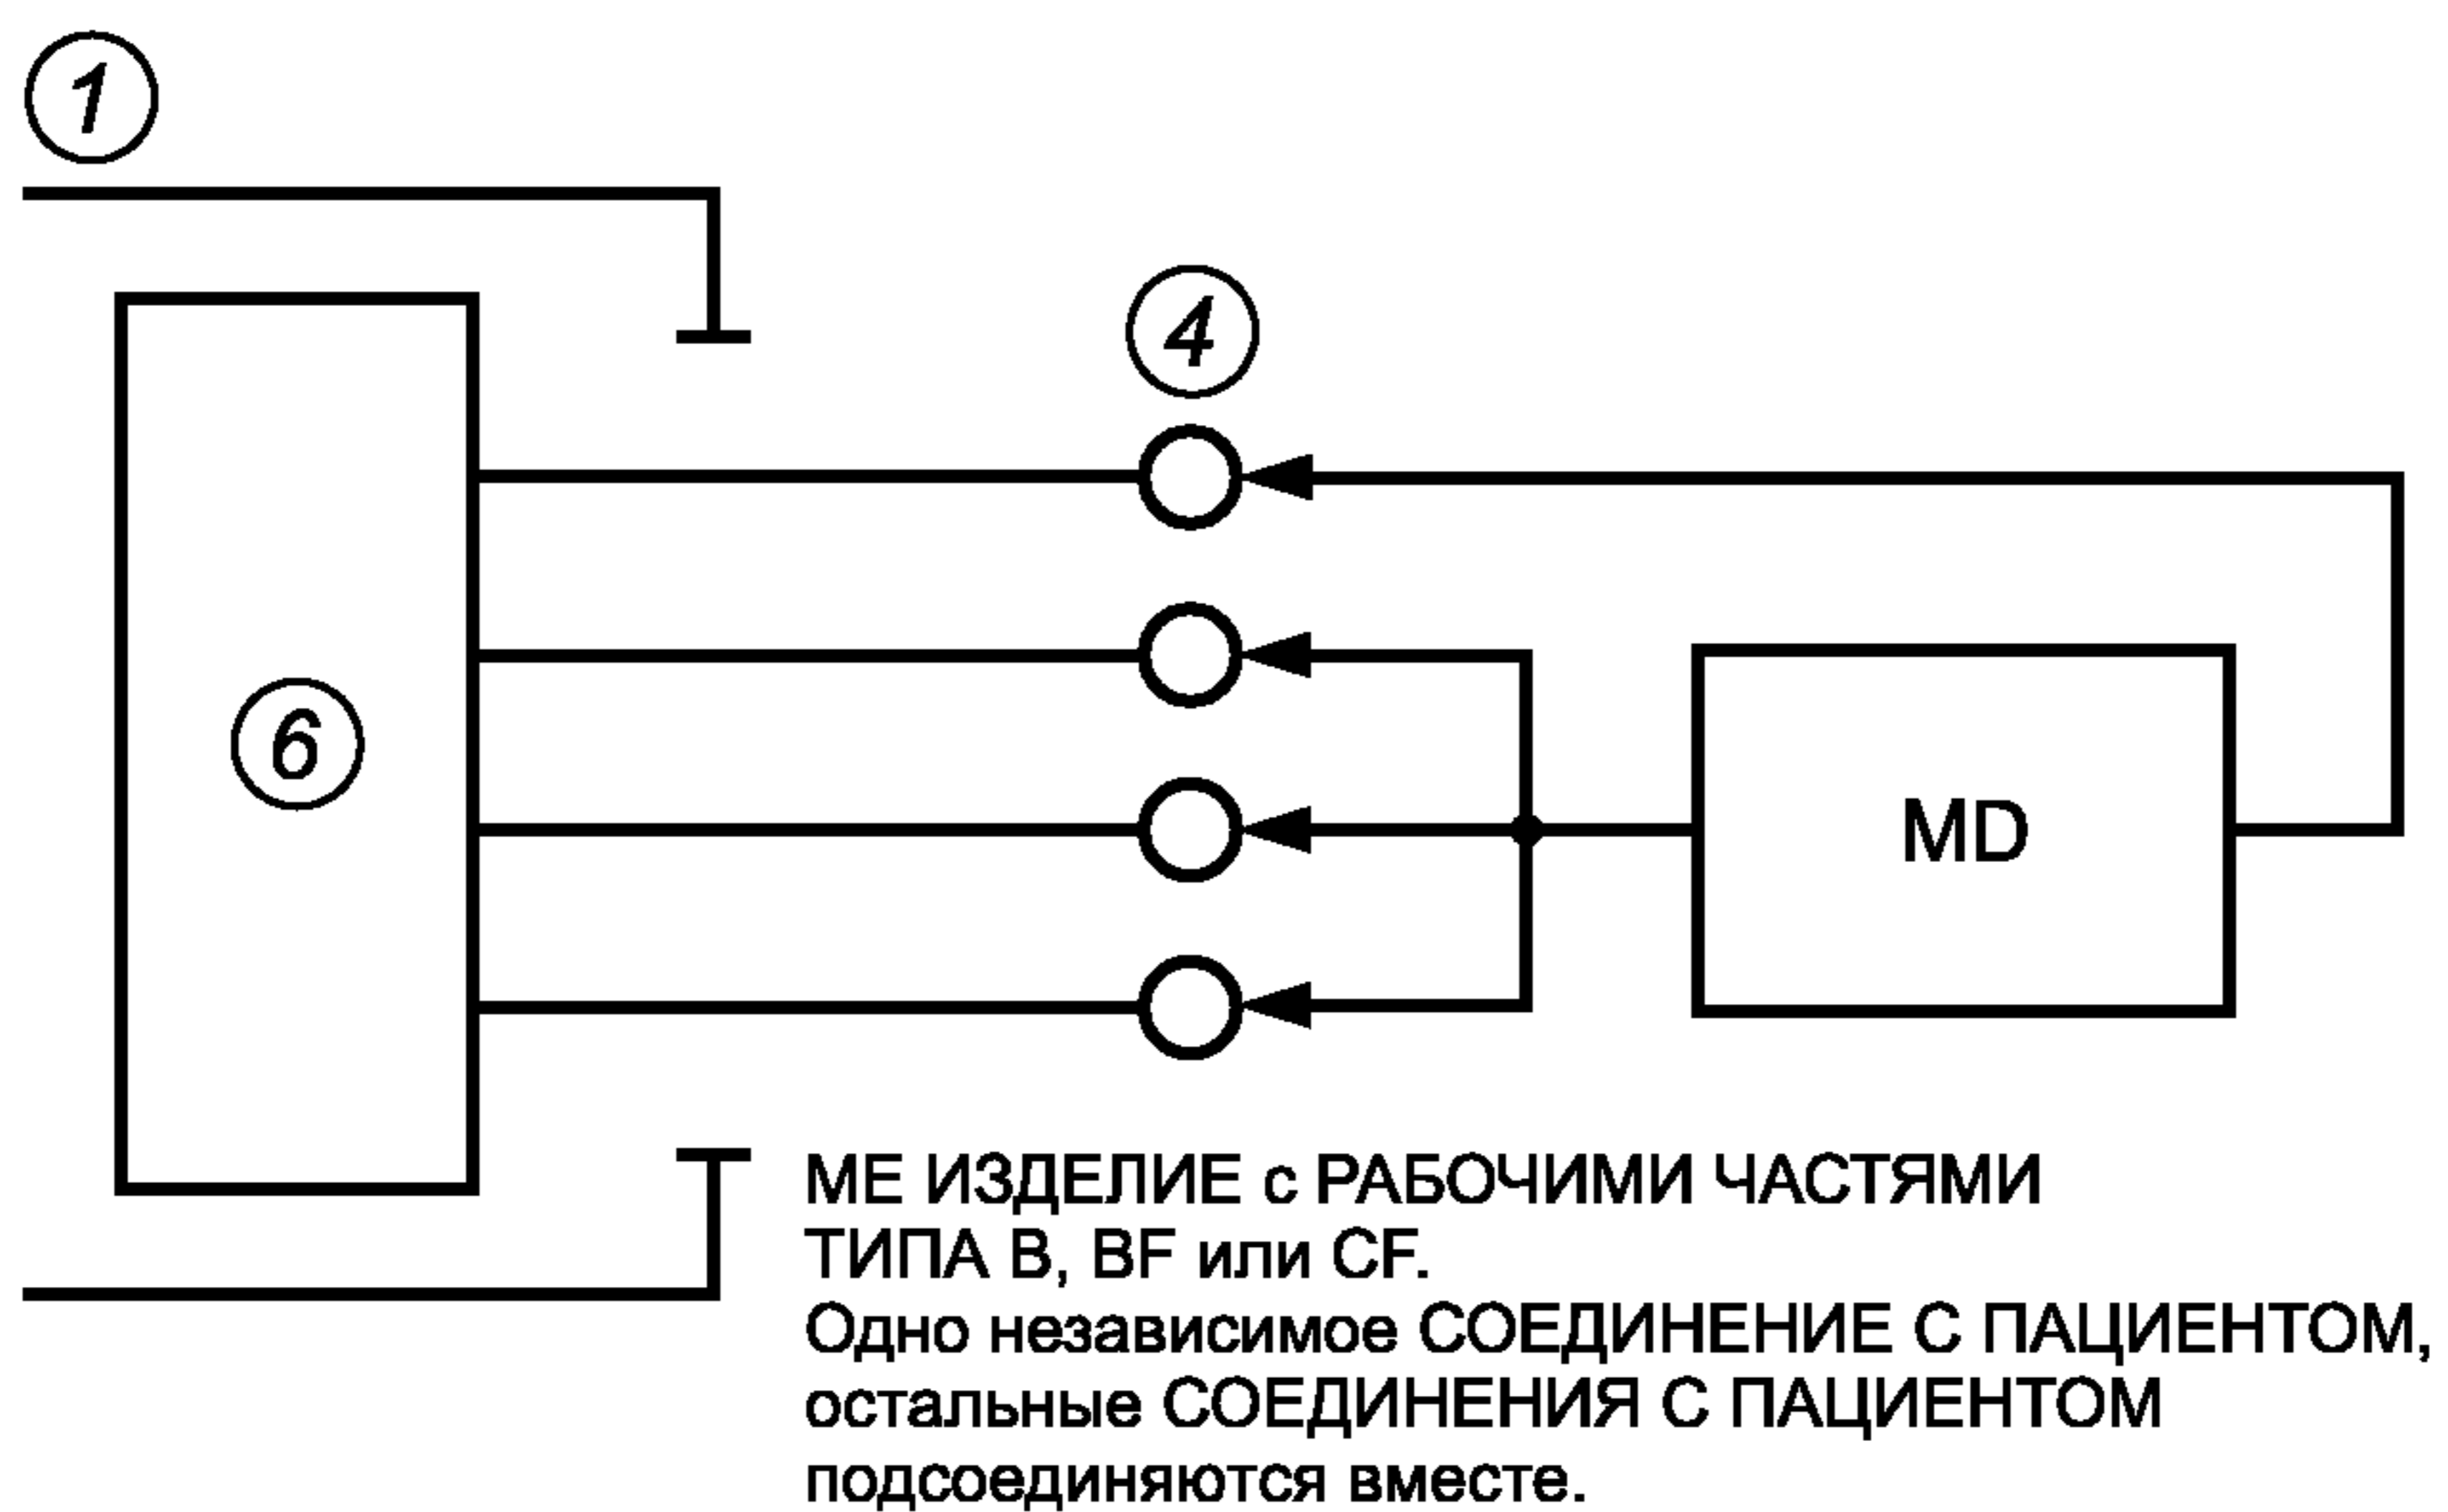 1
4
6
MD
МЕ ИЗДЕЛИЕ с РАБОЧИМИ ЧАСТЯМИ
ТИПА В, BF или CF.
Одно независимое СОЕДИНЕНИЕ С ПАЦИЕНТОМ,
остальные СОЕДИНЕНИЯ С ПАЦИЕНТОМ
подсоединяются вместе.